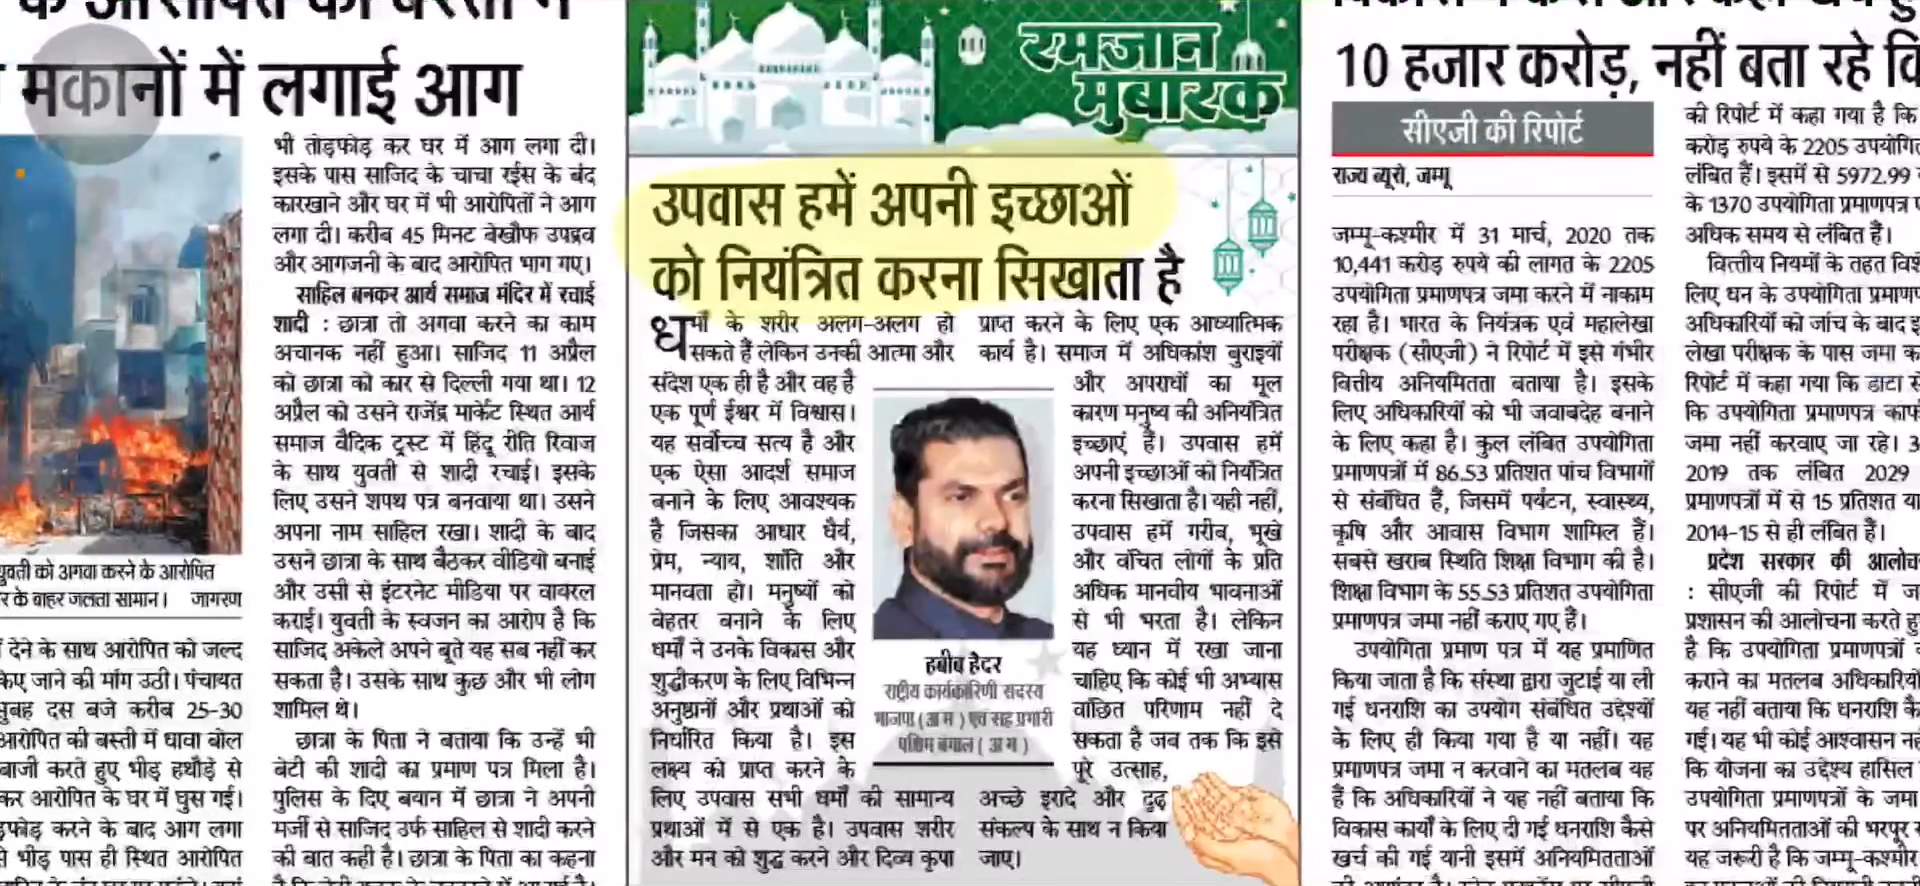 मकानों में लगाई आग
भी तोड़फोड़ कर घर में आग लगा दी।
इसके पास साजिद के चाचा रईस के बंद
कारखाने और घर में भी आरोपितों ने आग
लगा दी। करीब 45 मिनट बेखौफ उपद्रव
और आगजनी के बाद आरोपित भाग गए।
साहिल बनकर आर्य समाज मंदिर में रचाई
शादी : छात्रा तो अगवा करने का काम
अचानक नहीं हुआ। साजिद 11 अप्रैल
को छात्रा को कार से दिल्ली गया था। 12
अप्रैल को उसने राजेंद्र मार्केट स्थित आर्य
समाज वैदिक ट्रस्ट में हिंदू रीति रिवाज
के साथ युवती से शादी रचाई। इसके
लिए उसने शपथ पत्र बनवाया था। उसने
अपना नाम साहिल रखा। शादी के बाद
उसने छात्रा के साथ बैठकर वीडियो बनाई
और उसी से इंटरनेट मीडिया पर वायरल
कराई। युवती के स्वजन का आरोप है कि
साजिद अकेले अपने बूते यह सब नहीं कर
सकता है। उसके साथ कुछ और भी लोग
शामिल थे।
छात्रा के पिता ने बताया कि उन्हें भी
बेटी की शादी का प्रमाण पत्र मिला है।
पुलिस के दिए बयान में छात्रा ने अपनी
मर्जी से साजिद उर्फ साहिल से शादी करने
की बात कही है। छात्रा के पिता का कहना
युवती को अगवा करने के आरोपित
र के बाहर जलता सामान। जागरण
देने के साथ आरोपित को जल्द
किए जाने की मांग उठी। पंचायत
सुबह दस बजे करीब 25-30
आरोपित की बस्ती में धावा बोल
बाजी करते हुए भीड़ हथौड़े से
कर आरोपित के घर में घुस गई।
ड़फोड़ करने के बाद आग लगा
भीड़ पास ही स्थित आरोपित
रमजान
मुबारक
उपवास हमें अपनी इच्छाओं
को नियंत्रित करना सिखाता है
धर्मों के शरीर अलग-अलग हो
सकते हैं लेकिन उनकी आत्मा और
संदेश एक ही है और वह है
एक पूर्ण ईश्वर में विश्वास।
यह सर्वोच्च सत्य है और
एक ऐसा आदर्श समाज
बनाने के लिए आवश्यक
है जिसका आधार धैर्य,
प्रेम, न्याय, शांति और
मानवता हो। मनुष्यों को
बेहतर बनाने के लिए
धर्मों ने उनके विकास और
शुद्धीकरण के लिए विभिन्न
अनुष्ठानों और प्रथाओं को
निर्धारित किया है। इस
लक्ष्य को प्राप्त करने के
लिए उपवास सभी धर्मों की सामान्य
प्रथाओं में से एक है। उपवास शरीर
और मन को शुद्ध करने और दिव्य कृपा
प्राप्त करने के लिए एक आध्यात्मिक
कार्य है। समाज में अधिकांश बुराइयों
और अपराधों का मूल
कारण मनुष्य की अनियंत्रित
इच्छाएं हैं। उपवास हमें
अपनी इच्छाओं को नियंत्रित
करना सिखाता है। यही नहीं,
उपवास हमें गरीब, भूखे
और वंचित लोगों के प्रति
अधिक मानवीय भावनाओं
से भी भरता है। लेकिन
यह ध्यान में रखा जाना
चाहिए कि कोई भी अभ्यास
वांछित परिणाम नहीं दे
सकता है जब तक कि इसे
पूरे उत्साह,
अच्छे इरादे और दृढ़
संकल्प के साथ न किया
जाए।
हबीब हैदर
राष्ट्रीय कार्यकारिणी सदस्य
भाजपा (अ म) एवं सह प्रभारी
पश्चिम बंगाल ( अ म )
10 हजार करोड़, नहीं बता रहे वि
सीएजी की रिपोर्ट
राज्य ब्यूरो, जम्मू
जम्मू-कश्मीर में 31 मार्च, 2020 तक
10,441 करोड़ रुपये की लागत के 2205
उपयोगिता प्रमाणपत्र जमा करने में नाकाम
रहा है। भारत के नियंत्रक एवं महालेखा
परीक्षक (सीएजी) ने रिपोर्ट में इसे गंभीर
वित्तीय अनियमितता बताया है। इसके
लिए अधिकारियों को भी जवाबदेह बनाने
के लिए कहा है। कुल लंबित उपयोगिता
प्रमाणपत्रों में 86.53 प्रतिशत पांच विभागों
से संबंधित हैं, जिसमें पर्यटन, स्वास्थ्य,
कृषि और आवास विभाग शामिल हैं।
सबसे खराब स्थिति शिक्षा विभाग की है।
शिक्षा विभाग के 55.53 प्रतिशत उपयोगिता
प्रमाणपत्र जमा नहीं कराए गए हैं।
उपयोगिता प्रमाण पत्र में यह प्रमाणित
किया जाता है कि संस्था द्वारा जुटाई या ली
गई धनराशि का उपयोग संबंधित उद्देश्यों
के लिए ही किया गया है या नहीं। यह
प्रमाणपत्र जमा न करवाने का मतलब यह
हैं कि अधिकारियों ने यह नहीं बताया कि
विकास कार्यों के लिए दी गई धनराशि कैसे
खर्च की गई यानी इसमें अनियमितताओं
की रिपोर्ट में कहा गया है कि
करोड़ रुपये के 2205 उपयोगि
लंबित हैं। इसमें से 5972.99
के 1370 उपयोगिता प्रमाणपत्र
अधिक समय से लंबित हैं।
वित्तीय नियमों के तहत विशे
लिए धन के उपयोगिता प्रमाणप
अधिकारियों को जांच के बाद
लेखा परीक्षक के पास जमा क
रिपोर्ट में कहा गया कि डाटा से
कि उपयोगिता प्रमाणपत्र काफ
जमा नहीं करवाए जा रहे। 3
2019 तक लंबित 2029
प्रमाणपत्रों में से 15 प्रतिशत या
2014-15 से ही लंबित हैं।
प्रदेश सरकार की आलोच
: सीएजी की रिपोर्ट में ज
प्रशासन की आलोचना करते हु
है कि उपयोगिता प्रमाणपत्रों
कराने का मतलब अधिकारियों
यह नहीं बताया कि धनराशि कै
गई। यह भी कोई आश्वासन नह
कि योजना का उद्देश्य हासिल
उपयोगिता प्रमाणपत्रों के जमा
पर अनियमितताओं की भरपूर
यह जरूरी है कि जम्मू-कश्मीर